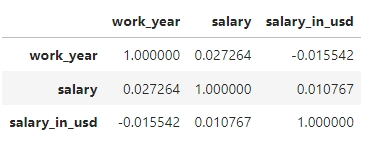 work_year salary salary_in_usd
work_year 1.000000 0.027264 -0.015542
salary 0.027264 1.000000 0.010767
salary_in_usd -0.015542 0.010767 1.000000